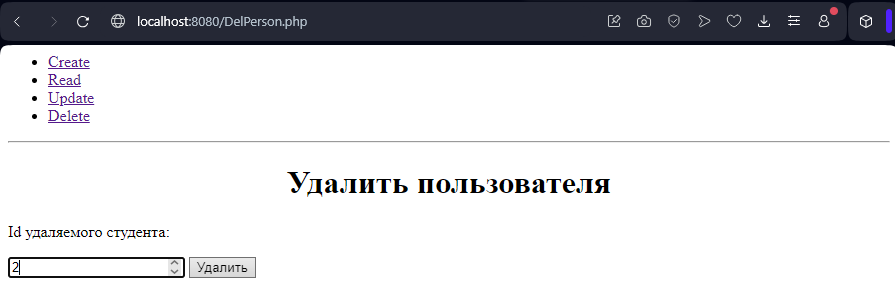 localhost:8080/DelPerson.php
Create
Read
Update
Delete
Удалить пользователя
Id удаляемого студента:
2 Удалить